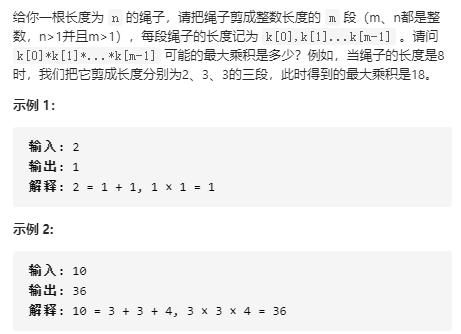 给你一根长度为 n 的绳子，请把绳子剪成整数长度的 m 段（m、n都是整
数，n>1并且m>1），每段绳子的长度记为 k[0],k[1]...k[m-1] 。请问
k[0]*k[1]*...*k[m-1] 可能的最大乘积是多少？例如，当绳子的长度是8
时，我们把它剪成长度分别为2、3、3的三段，此时得到的最大乘积是18。
示例 1：
输入: 2
输出: 1
解释: 2 = 1 + 1, 1 × 1 = 1
示例 2:
输入: 10
输出: 36
解释: 10 = 3 + 3 + 4, 3 × 3 × 4 = 36